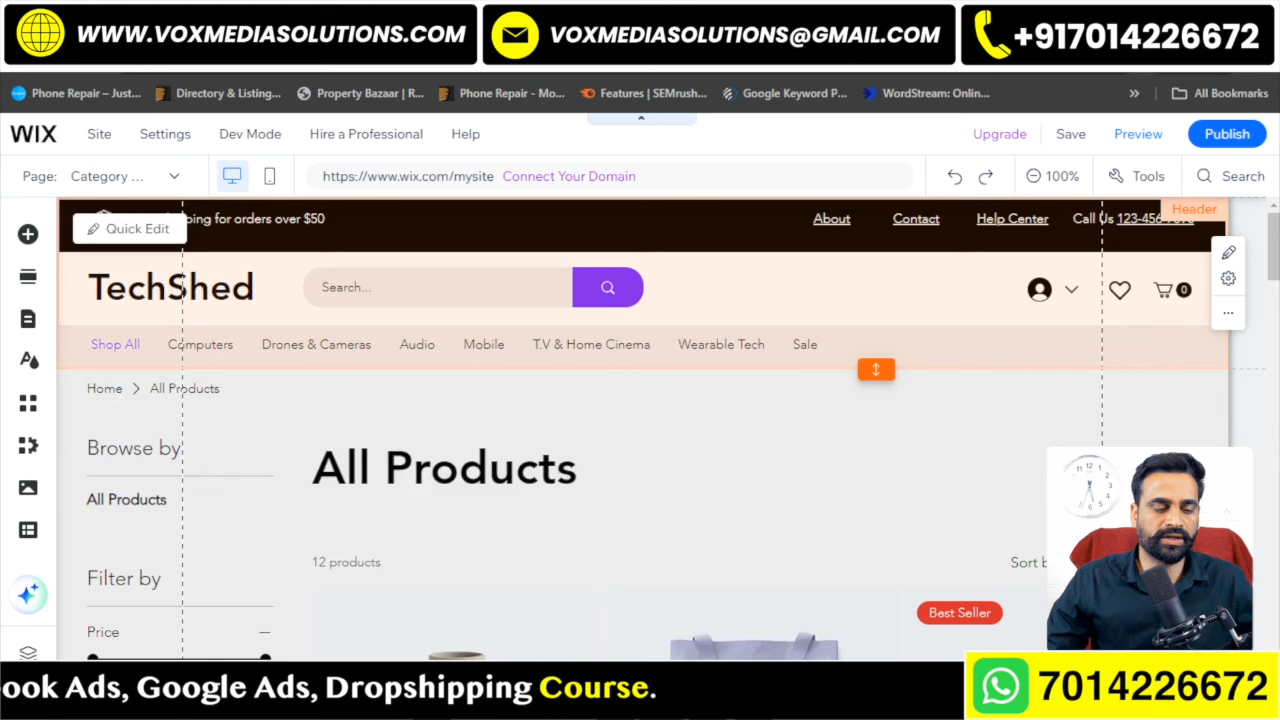 WWW.VOXMEDIASOLUTIONS.COM
VOXMEDIASOLUTIONS@GMAIL.COM
+917014226672
Phone Repair – Just...
Directory & Listing...
Property Bazaar | R...
Phone Repair - Mo...
Features | SEMrush...
Google Keyword P...
WordStream: Onlin...
»
All Bookmarks
WIX
Site
Settings
Dev Mode
Hire a Professional
Help
Upgrade
Save
Preview
Publish
Page: Category ...
https://www.wix.com/mysite Connect Your Domain
100%
Tools
Search
Header
Quick Edit
ping for orders over $50
About
Contact
Help Center
Call Us 123-456-
TechShed
Search...
0
Shop All
Computers
Drones & Cameras
Audio
Mobile
T.V & Home Cinema
Wearable Tech
Sale
Home > All Products
Browse by
All Products
All Products
12 products
Sort b
Filter by
Best Seller
Price
book Ads, Google Ads, Dropshipping Course.
7014226672